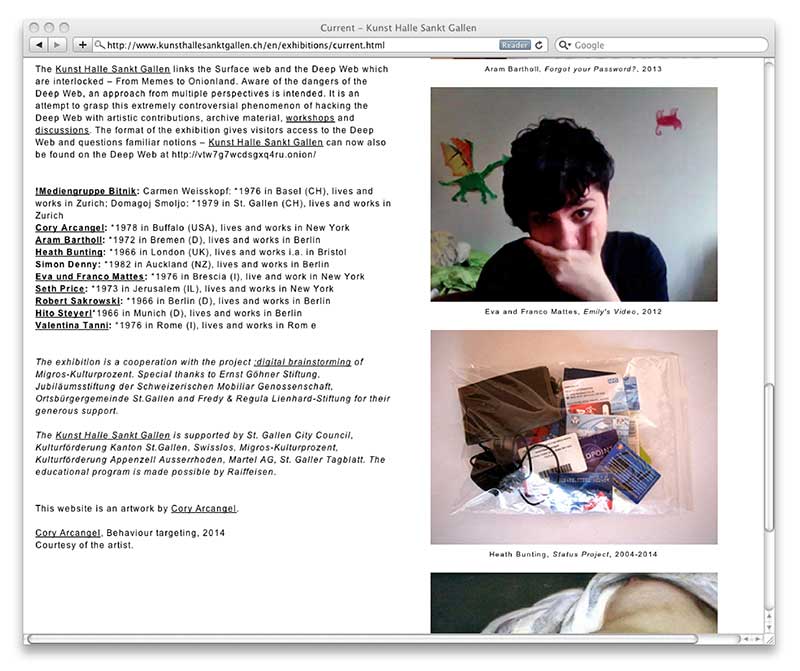 Current – Kunst Halle Sankt Gallen
http://www.kunsthallesanktgallen.ch/en/exhibitions/current.html
Reader
Google
The Kunst Halle Sankt Gallen links the Surface web and the Deep Web which
are interlocked – From Memes to Onionland. Aware of the dangers of the
Deep Web, an approach from multiple perspectives is intended. It is an
attempt to grasp this extremely controversial phenomenon of hacking the
Deep Web with artistic contributions, archive material, workshops and
discussions. The format of the exhibition gives visitors access to the Deep
Web and questions familiar notions – Kunst Halle Sankt Gallen can now also
be found on the Deep Web at http://vtw7g7wcdsgxq4ru.onion/
!Mediengruppe Bitnik: Carmen Weisskopf: *1976 in Basel (CH), lives and
works in Zurich; Domagoj Smoljo: *1979 in St. Gallen (CH), lives and works in
Zurich
Cory Arcangel: *1978 in Buffalo (USA), lives and works in New York
Aram Bartholl: *1972 in Bremen (D), lives and works in Berlin
Heath Bunting: *1966 in London (UK), lives and works i.a. in Bristol
Simon Denny: *1982 in Auckland (NZ), lives and works in Berlin
Eva und Franco Mattes: *1976 in Brescia (I), live and work in New York
Seth Price: *1973 in Jerusalem (IL), lives and works in New York
Robert Sakrowski: *1966 in Berlin (D), lives and works in Berlin
Hito Steyerl*1966 in Munich (D), lives and works in Berlin
Valentina Tanni: *1976 in Rome (I), lives and works in Rom e
The exhibition is a cooperation with the project ;digital brainstorming of
Migros-Kulturprozent. Special thanks to Ernst Göhner Stiftung,
Jubiläumsstiftung der Schweizerischen Mobiliar Genossenschaft,
Ortsbürgergemeinde St.Gallen and Fredy & Regula Lienhard-Stiftung for their
generous support.
The Kunst Halle Sankt Gallen is supported by St. Gallen City Council,
Kulturförderung Kanton St.Gallen, Swisslos, Migros-Kulturprozent,
Kulturförderung Appenzell Ausserrhoden, Martel AG, St. Galler Tagblatt. The
educational program is made possible by Raiffeisen.
This website is an artwork by Cory Arcangel.
Cory Arcangel, Behaviour targeting, 2014
Courtesy of the artist.
Aram Bartholl, Forgot your Password?, 2013
Eva and Franco Mattes, Emily's Video, 2012
NHS
Heath Bunting, Status Project, 2004-2014